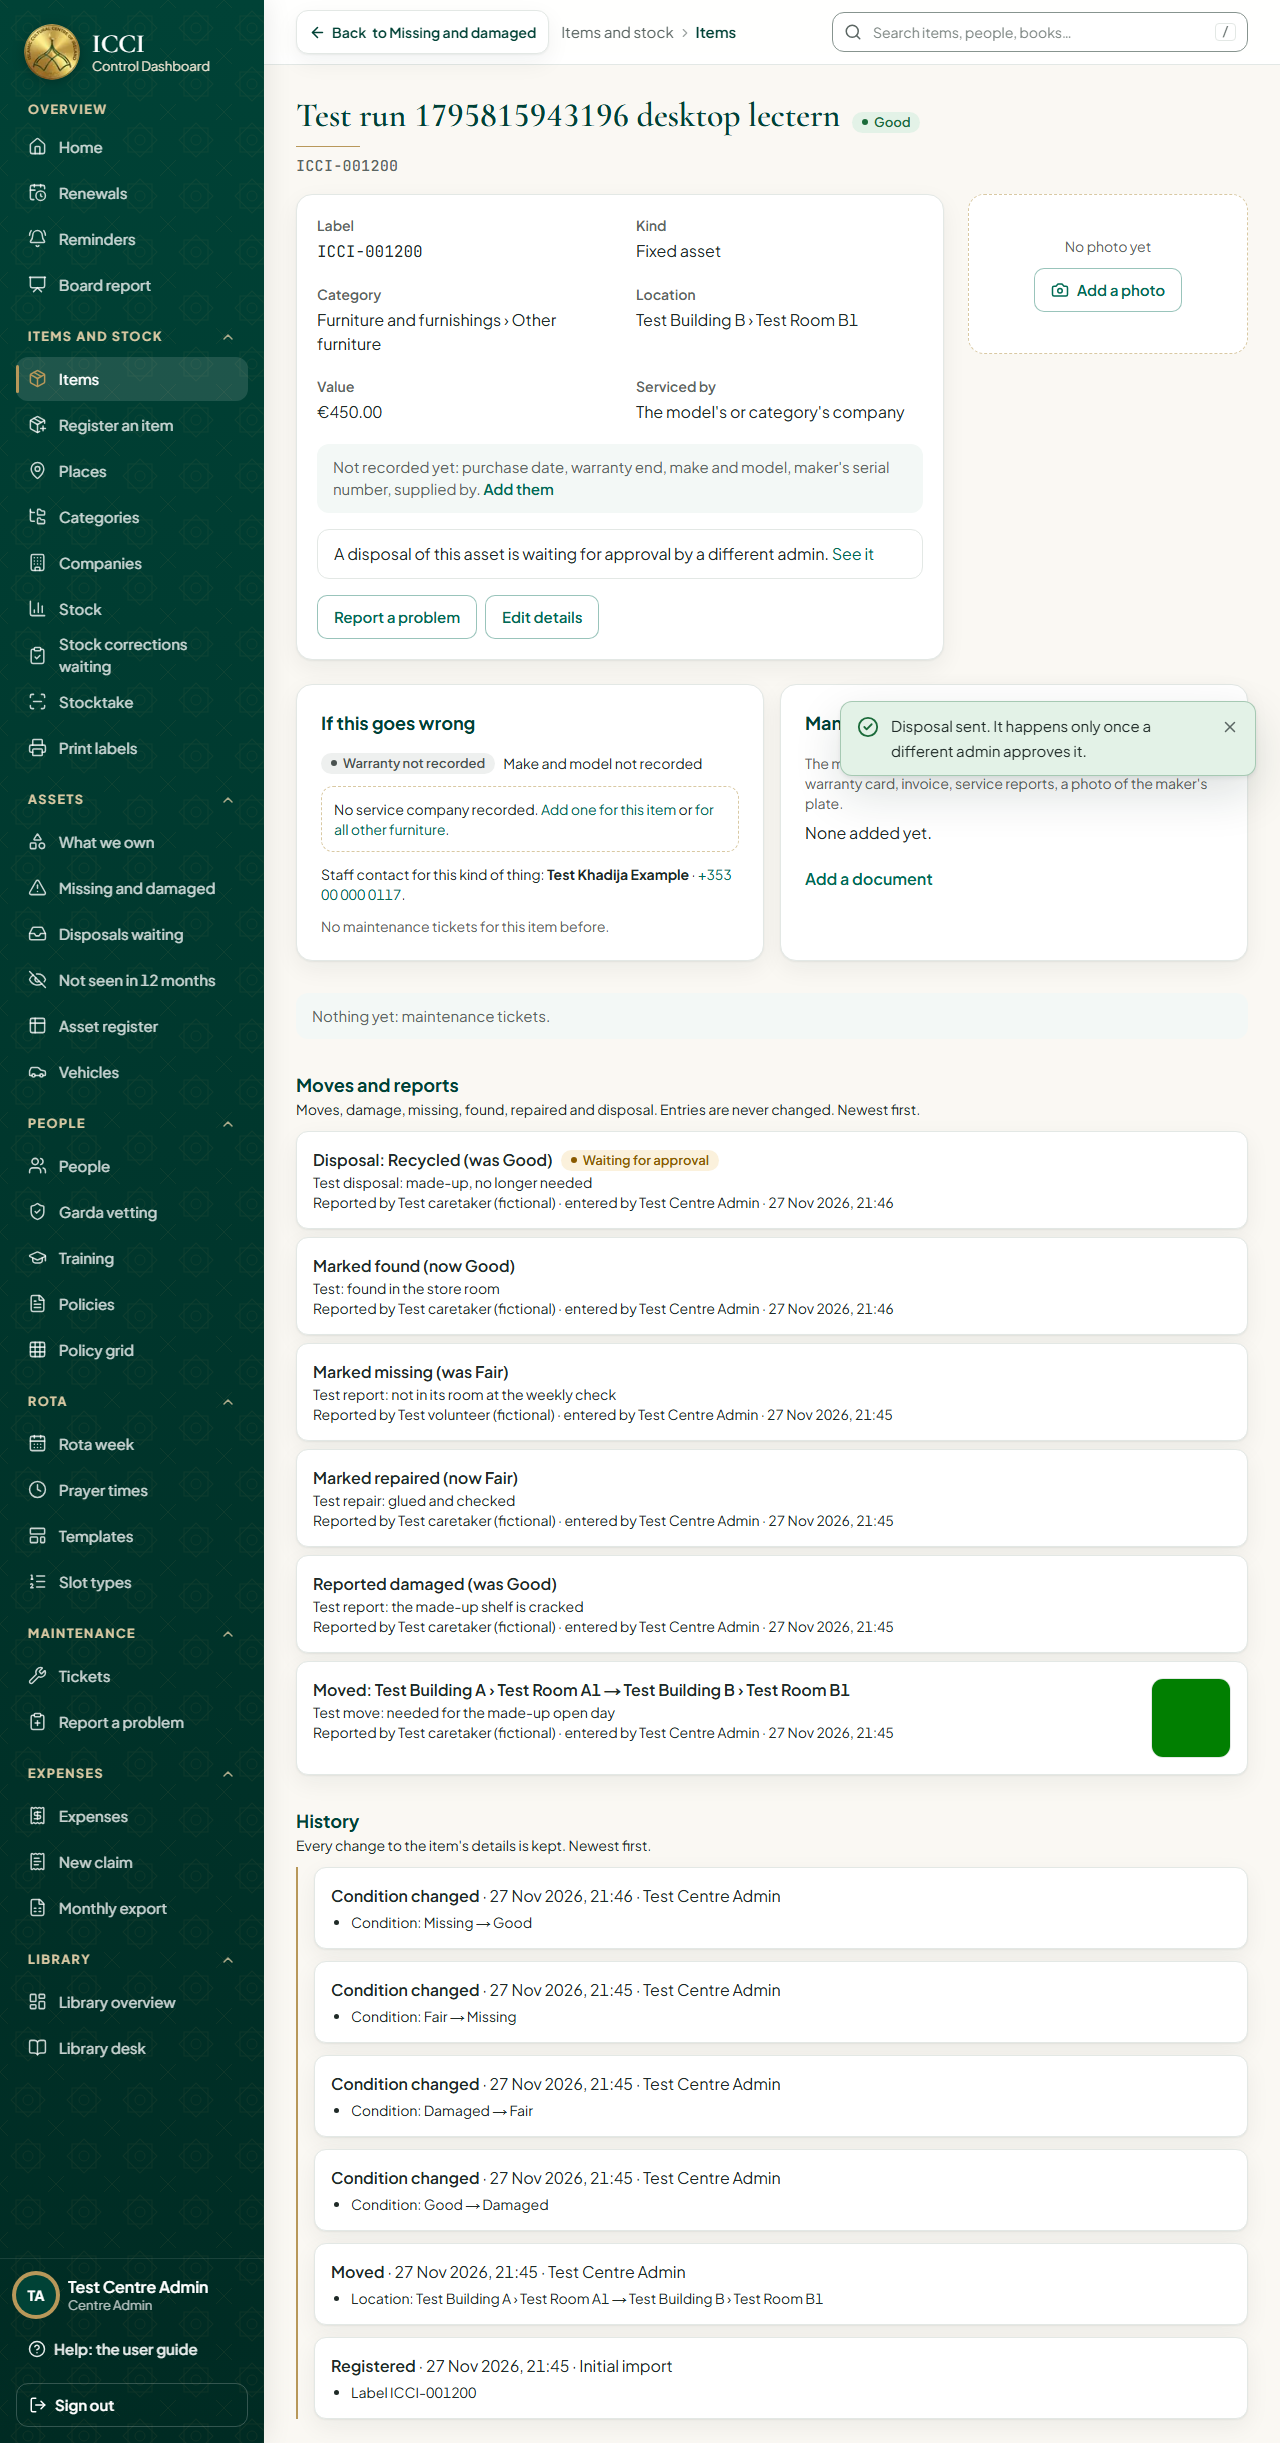 ICCI
Control Dashboard
OVERVIEW
Home
Renewals
Reminders
Board report
ITEMS AND STOCK
Items
Register an item
Places
Categories
Companies
Stock
Stock corrections
waiting
Stocktake
Print labels
ASSETS
What we own
Missing and damaged
Disposals waiting
Not seen in 12 months
Asset register
Vehicles
PEOPLE
People
Garda vetting
Training
Policies
Policy grid
ROTA
Rota week
Prayer times
Templates
Slot types
MAINTENANCE
Tickets
Report a problem
EXPENSES
Expenses
New claim
Monthly export
LIBRARY
Library overview
Library desk
TA
Test Centre Admin
Centre Admin
Help: the user guide
Sign out
Back to Missing and damaged
Items and stock › Items
Search items, people, books...
/
Test run 1795815943196 desktop lectern
Good
ICCI-001200
Label
ICCI-001200
Kind
Fixed asset
Category
Furniture and furnishings › Other
furniture
Location
Test Building B › Test Room B1
Value
€450.00
Serviced by
The model's or category's company
Not recorded yet: purchase date, warranty end, make and model, maker's serial
number, supplied by. Add them
A disposal of this asset is waiting for approval by a different admin. See it
Report a problem
Edit details
No photo yet
Add a photo
If this goes wrong
Warranty not recorded
Make and model not recorded
No service company recorded. Add one for this item or for
all other furniture.
Staff contact for this kind of thing: Test Khadija Example · +353
00 000 0117.
No maintenance tickets for this item before.
Disposal sent. It happens only once a
different admin approves it.
warranty card, invoice, service reports, a photo of the maker's
plate.
None added yet.
Add a document
Nothing yet: maintenance tickets.
Moves and reports
Moves, damage, missing, found, repaired and disposal. Entries are never changed. Newest first.
Disposal: Recycled (was Good)
Waiting for approval
Test disposal: made-up, no longer needed
Reported by Test caretaker (fictional) · entered by Test Centre Admin · 27 Nov 2026, 21:46
Marked found (now Good)
Test: found in the store room
Reported by Test caretaker (fictional) · entered by Test Centre Admin · 27 Nov 2026, 21:46
Marked missing (was Fair)
Test report: not in its room at the weekly check
Reported by Test volunteer (fictional) · entered by Test Centre Admin · 27 Nov 2026, 21:45
Marked repaired (now Fair)
Test repair: glued and checked
Reported by Test caretaker (fictional) · entered by Test Centre Admin · 27 Nov 2026, 21:45
Reported damaged (was Good)
Test report: the made-up shelf is cracked
Reported by Test caretaker (fictional) · entered by Test Centre Admin · 27 Nov 2026, 21:45
Moved: Test Building A › Test Room A1 → Test Building B › Test Room B1
Test move: needed for the made-up open day
Reported by Test caretaker (fictional) · entered by Test Centre Admin · 27 Nov 2026, 21:45
History
Every change to the item's details is kept. Newest first.
Condition changed · 27 Nov 2026, 21:46 · Test Centre Admin
• Condition: Missing → Good
Condition changed · 27 Nov 2026, 21:45 · Test Centre Admin
• Condition: Fair → Missing
Condition changed · 27 Nov 2026, 21:45 · Test Centre Admin
• Condition: Damaged → Fair
Condition changed · 27 Nov 2026, 21:45 · Test Centre Admin
• Condition: Good → Damaged
Moved · 27 Nov 2026, 21:45 · Test Centre Admin
• Location: Test Building A › Test Room A1 → Test Building B › Test Room B1
Registered · 27 Nov 2026, 21:45 · Initial import
• Label ICCI-001200